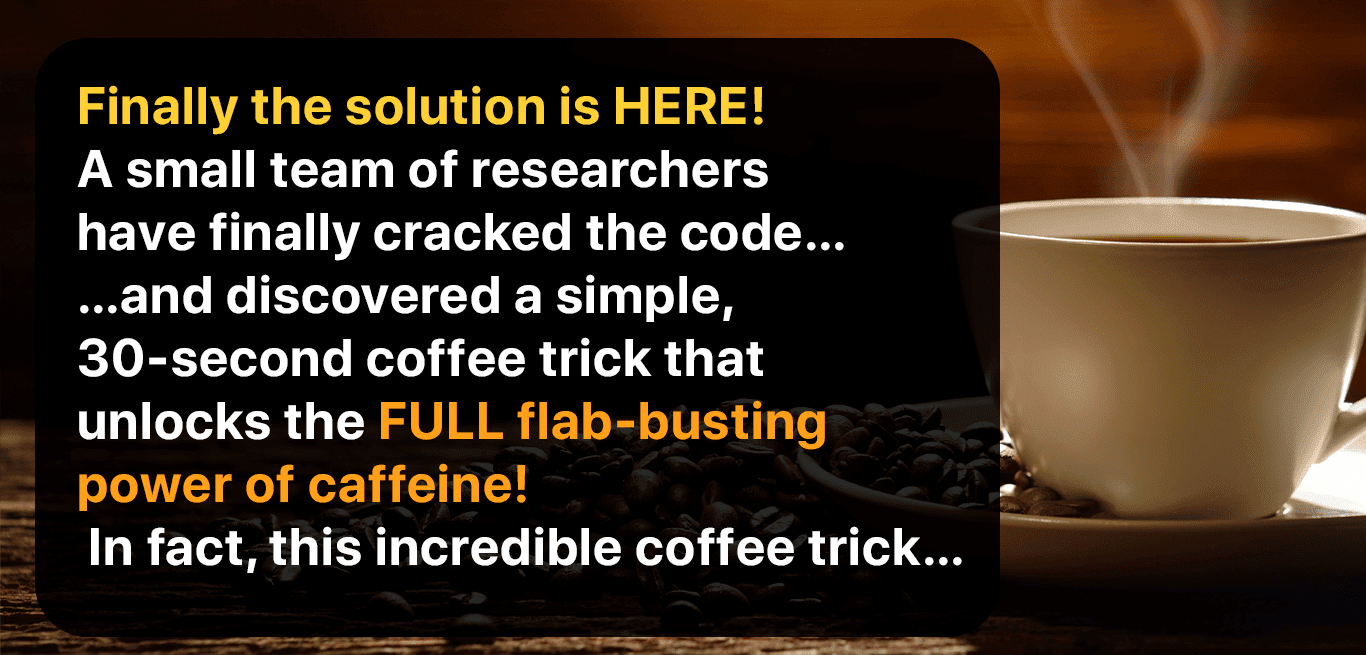 Finally the solution is HERE!
A small team of researchers
have finally cracked the code...
...and discovered a simple,
30-second coffee trick that
unlocks the FULL flab-busting
power of caffeine!
In fact, this incredible coffee trick...